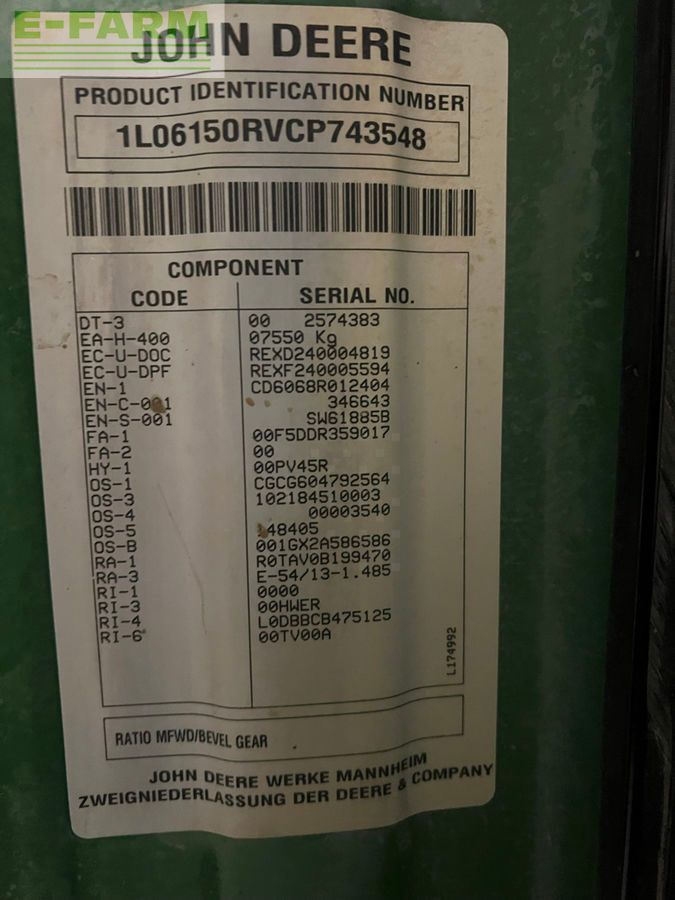 E-FARM
JOHN DEERE
PRODUCT IDENTIFICATION NUMBER
1L06150RVCP743548
COMPONENT
CODE SERIAL NO.
DT-3 00 2574383
EA-H-400 07550 Kg
EC-U-DOC REXD240004819
EC-U-DPF REXF240005594
EN-1 CD6068R012404
EN-C-001 346643
EN-S-001 SW61885B
FA-1 00F5DDR359017
FA-2 00
HY-1 00PV45R
OS-1 CGCG604792564
OS-3 102184510003
OS-4 00003540
OS-5 148405
OS-B 001GX2A586586
RA-1 R0TAV0B199470
RA-3 E-54/13-1.485
RI-1 0000
RI-3 00HWER
RI-4 L0DBBCB475125
RI-6 00TV00A
L174992
RATIO MFWD/BEVEL GEAR
JOHN DEERE WERKE MANNHEIM
ZWEIGNIEDERLASSUNG DER DEERE & COMPANY